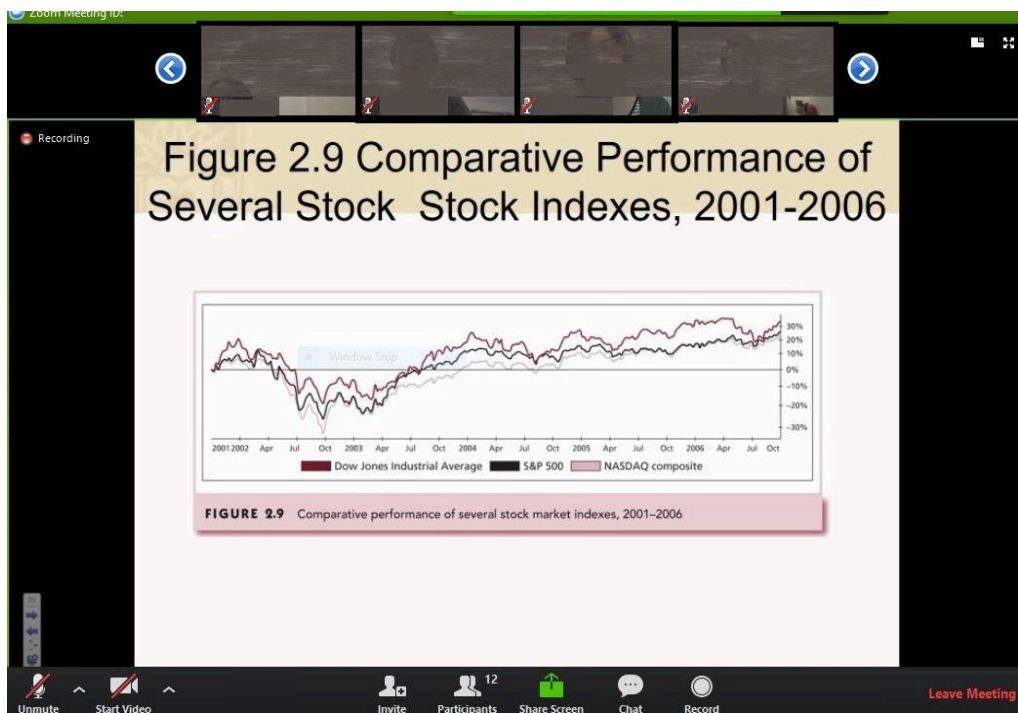 Zoom Meeting ID:
Recording
Figure 2.9 Comparative Performance of
Several Stock Stock Indexes, 2001-2006
Window Snip
30%
20%
10%
0%
-10%
-20%
-30%
2001 2002 Apr Jul Oct 2003 Apr Jul Oct 2004 Apr Jul Oct 2005 Apr Jul Oct 2006 Apr Jul Oct
Dow Jones Industrial Average S&P 500 NASDAQ composite
FIGURE 2.9 Comparative performance of several stock market indexes, 2001–2006
12
Unmute Start Video Invite Participants Share Screen Chat Record Leave Meeting